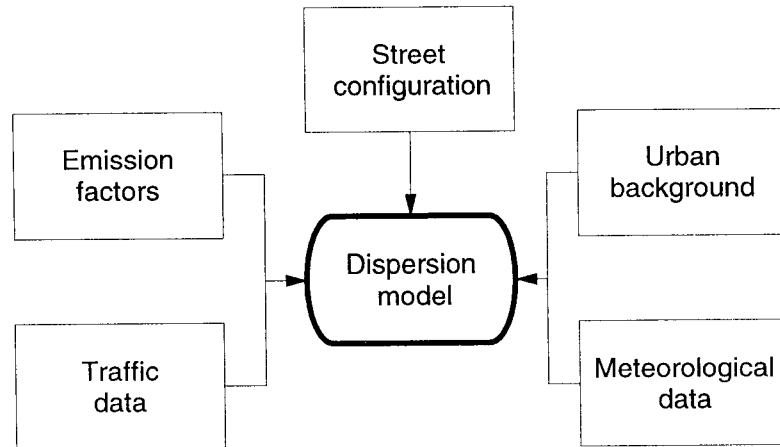 Street
configuration
Emission
factors
Urban
background
Dispersion
model
Traffic
data
Meteorological
data